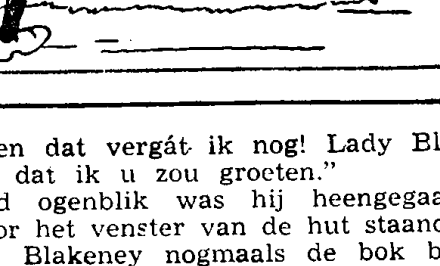 en dat vergát ik nog! Lady Bl
dat ik u zou groeten.”
d ogenblik was hij heengegaa
or het venster van de hut staand
Blakeney nogmaals de bok b